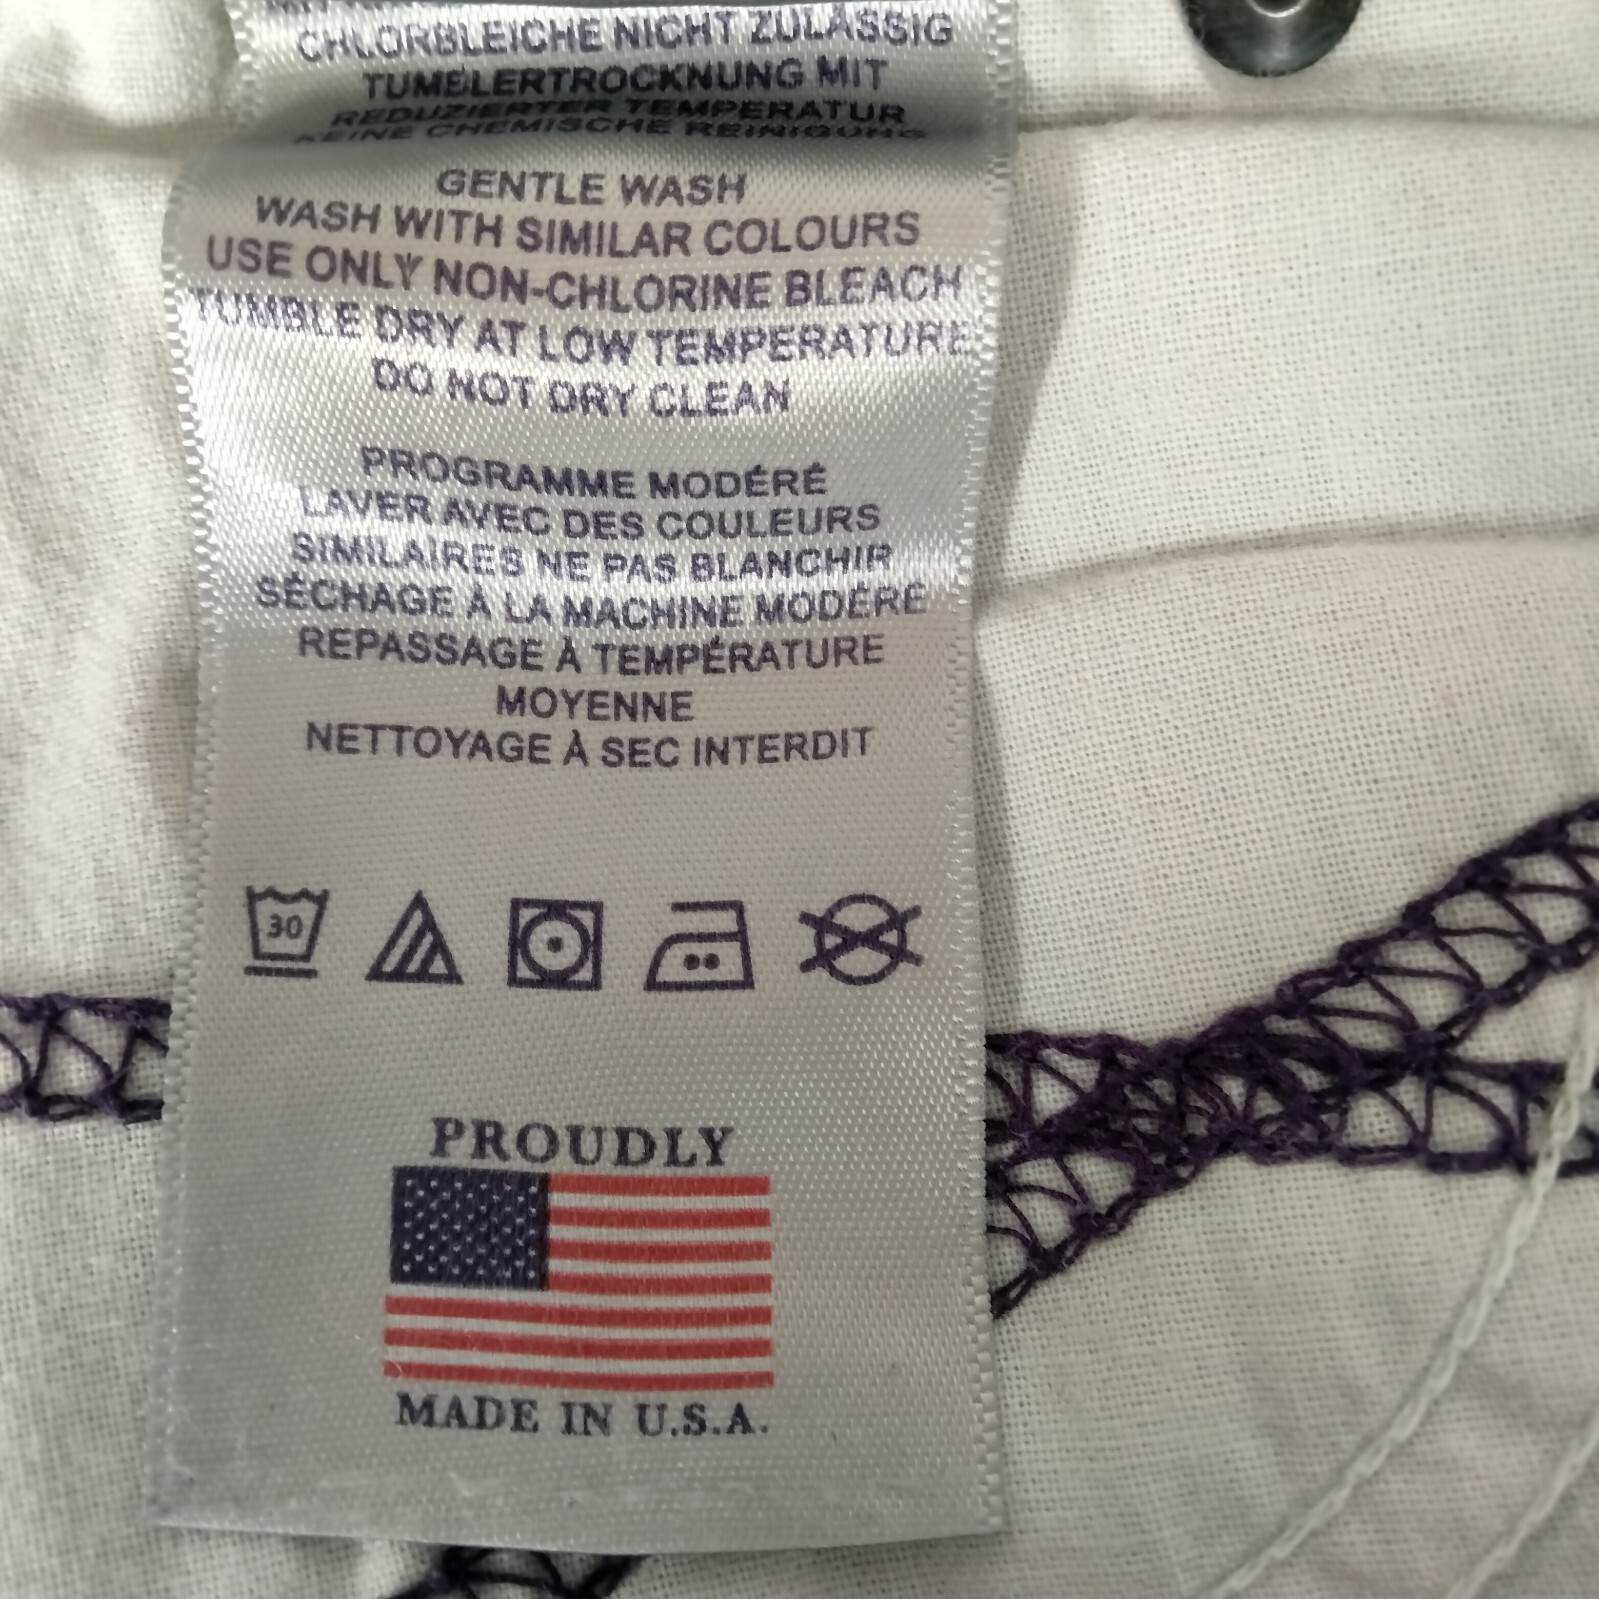 CHLORBLEICHE NICHT ZULÄSSIG
TUMBLERTROCKNUNG MIT
REDUZIERTER TEMPERATUR
KEINE CHEMISCHE REINIGUNG
GENTLE WASH
WASH WITH SIMILAR COLOURS
USE ONLY NON-CHLORINE BLEACH
TUMBLE DRY AT LOW TEMPERATURE
DO NOT DRY CLEAN
PROGRAMME MODÉRÉ
LAVER AVEC DES COULEURS
SIMILAIRES NE PAS BLANCHIR
SÉCHAGE À LA MACHINE MODÉRÉ
REPASSAGE À TEMPÉRATURE
MOYENNE
NETTOYAGE À SEC INTERDIT
30
PROUDLY
MADE IN U.S.A.